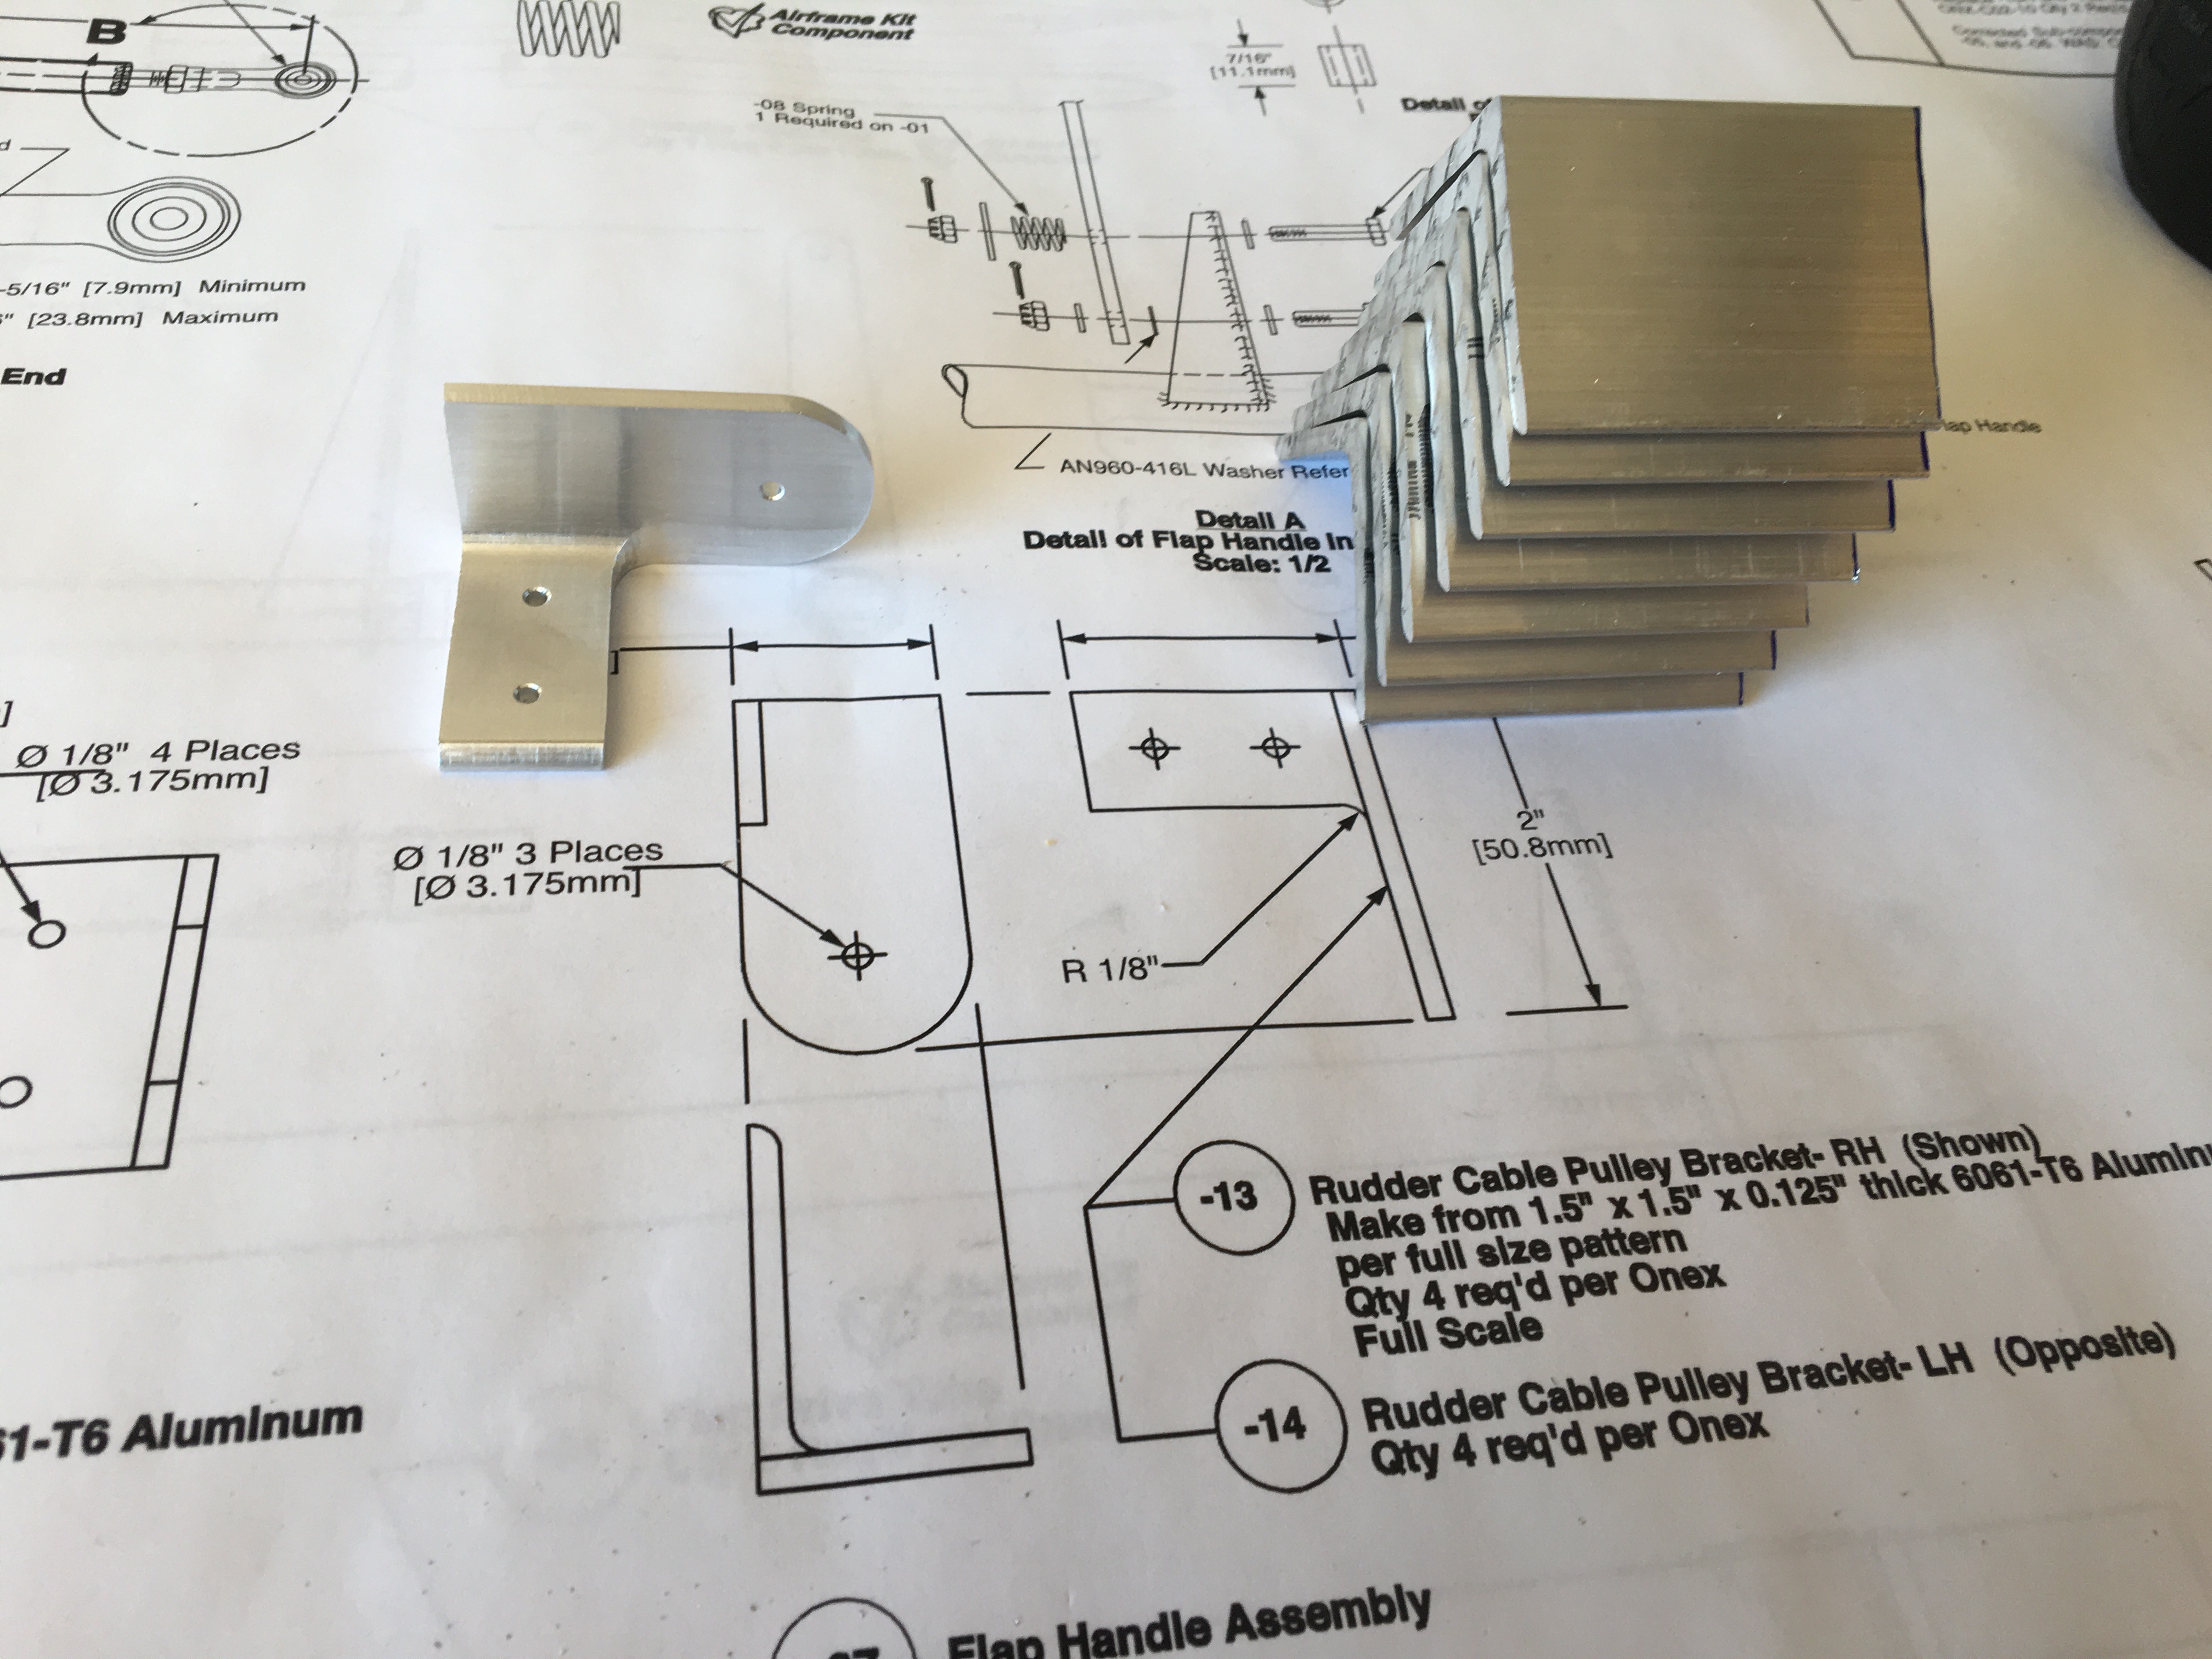 B
Airframe Kit
Component
7/16"
[11.1mm]
-08 Spring
1 Required on -01
Detail of
-5/16" [7.9mm] Minimum
[23.8mm] Maximum
End
Flap Handle
AN960-416L Washer Refer
Detail A
Detail of Flap Handle In
Scale: 1/2
Ø 1/8" 4 Places
[Ø 3.175mm]
2"
[50.8mm]
Ø 1/8" 3 Places
[Ø 3.175mm]
R 1/8"
-13
Rudder Cable Pulley Bracket- RH (Shown)
Make from 1.5" x 1.5" x 0.125" thick 6061-T6 Aluminu
per full size pattern
Qty 4 req'd per Onex
Full Scale
-14
Rudder Cable Pulley Bracket- LH (Opposite)
Qty 4 req'd per Onex
61-T6 Aluminum
Flap Handle Assembly